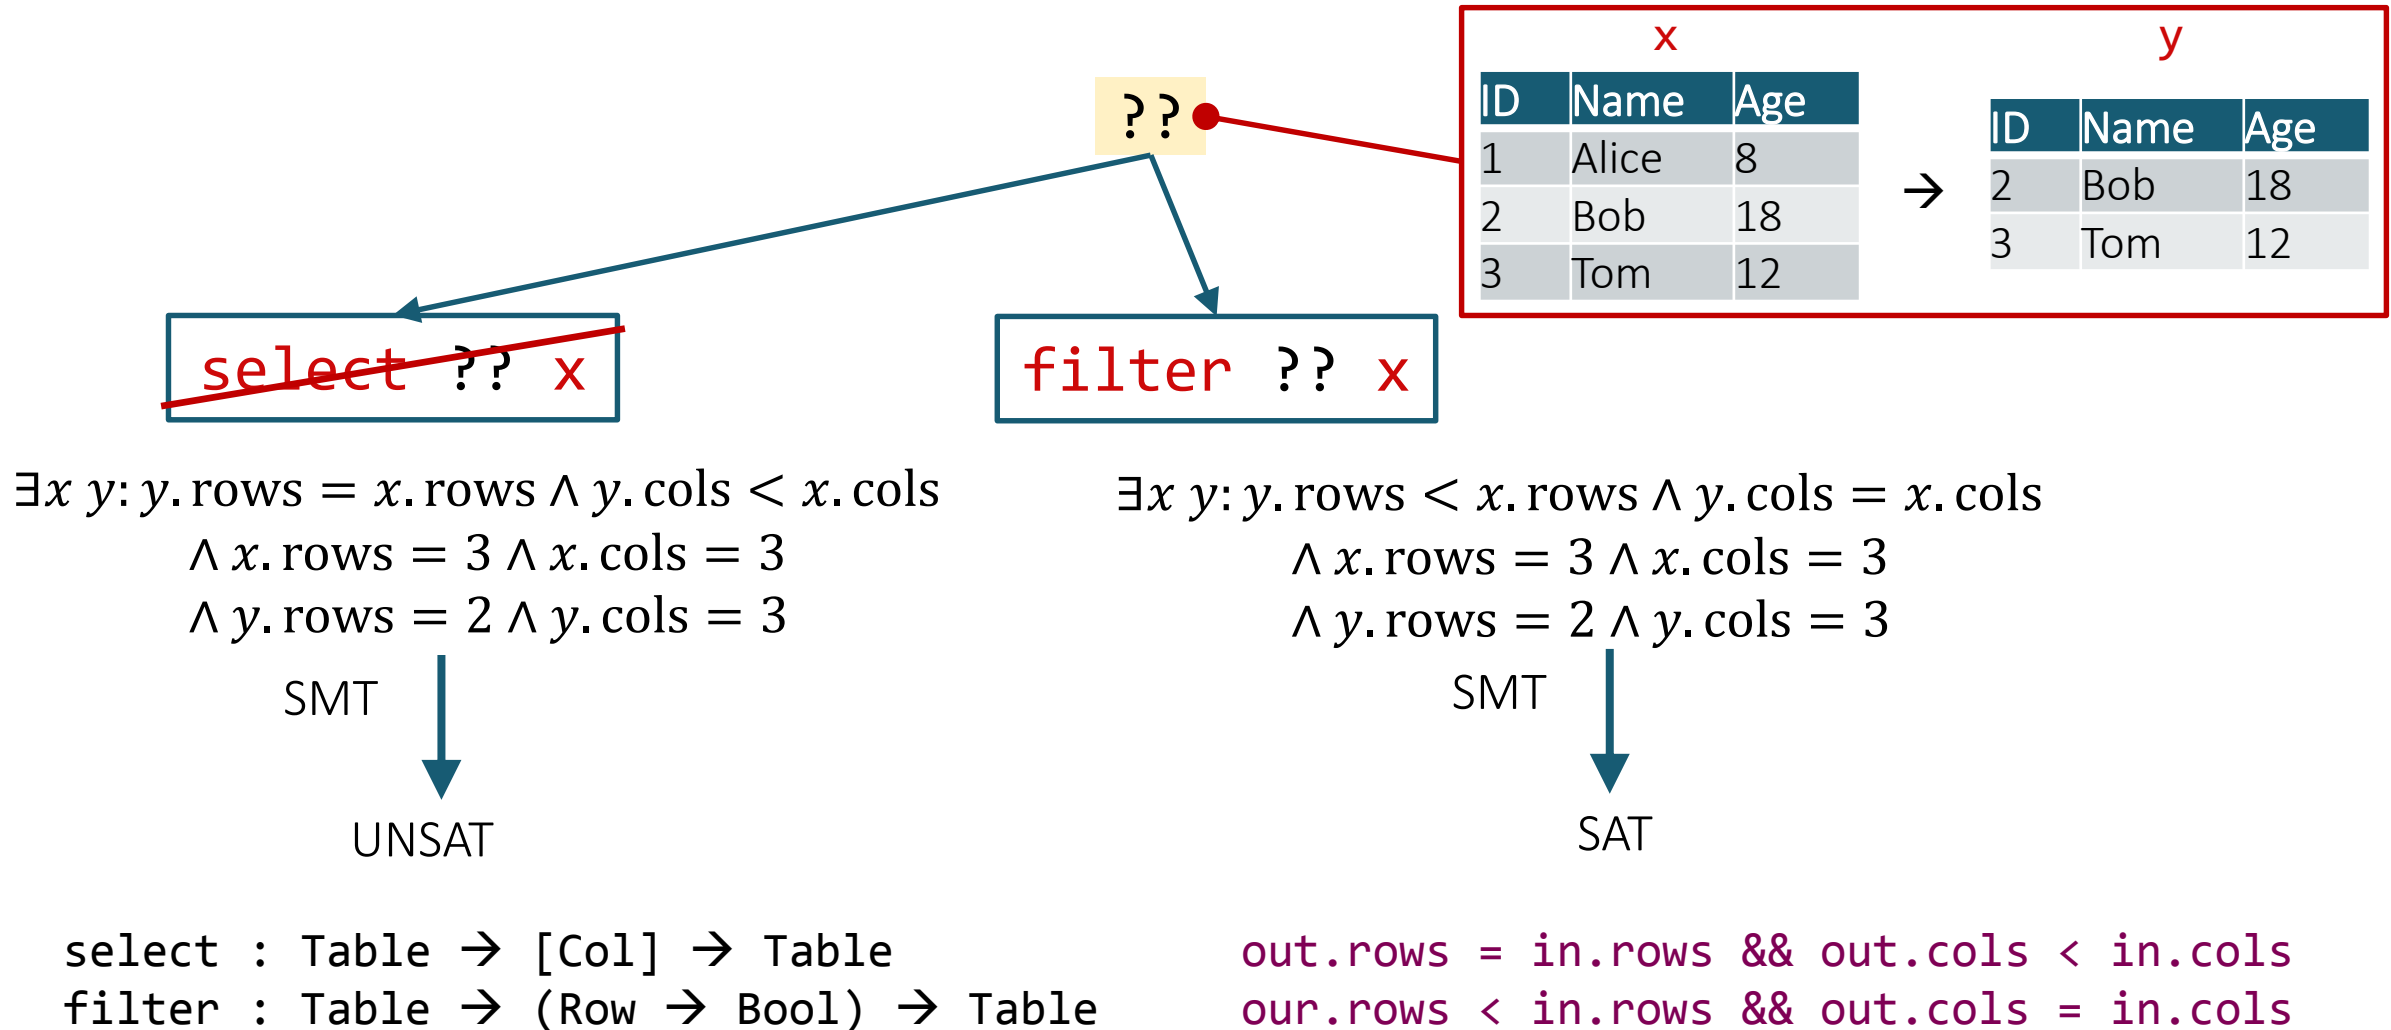 x y
ID Name Age
1 Alice 8
2 Bob 18
3 Tom 12
→
ID Name Age
2 Bob 18
3 Tom 12
??
select ?? x
filter ?? x
∃x y: y.rows = x.rows ∧ y.cols < x.cols
∧ x.rows = 3 ∧ x.cols = 3
∧ y.rows = 2 ∧ y.cols = 3
SMT
UNSAT
∃x y: y.rows < x.rows ∧ y.cols = x.cols
∧ x.rows = 3 ∧ x.cols = 3
∧ y.rows = 2 ∧ y.cols = 3
SMT
SAT
select : Table → [Col] → Table out.rows = in.rows && out.cols < in.cols
filter : Table → (Row → Bool) → Table our.rows < in.rows && out.cols = in.cols